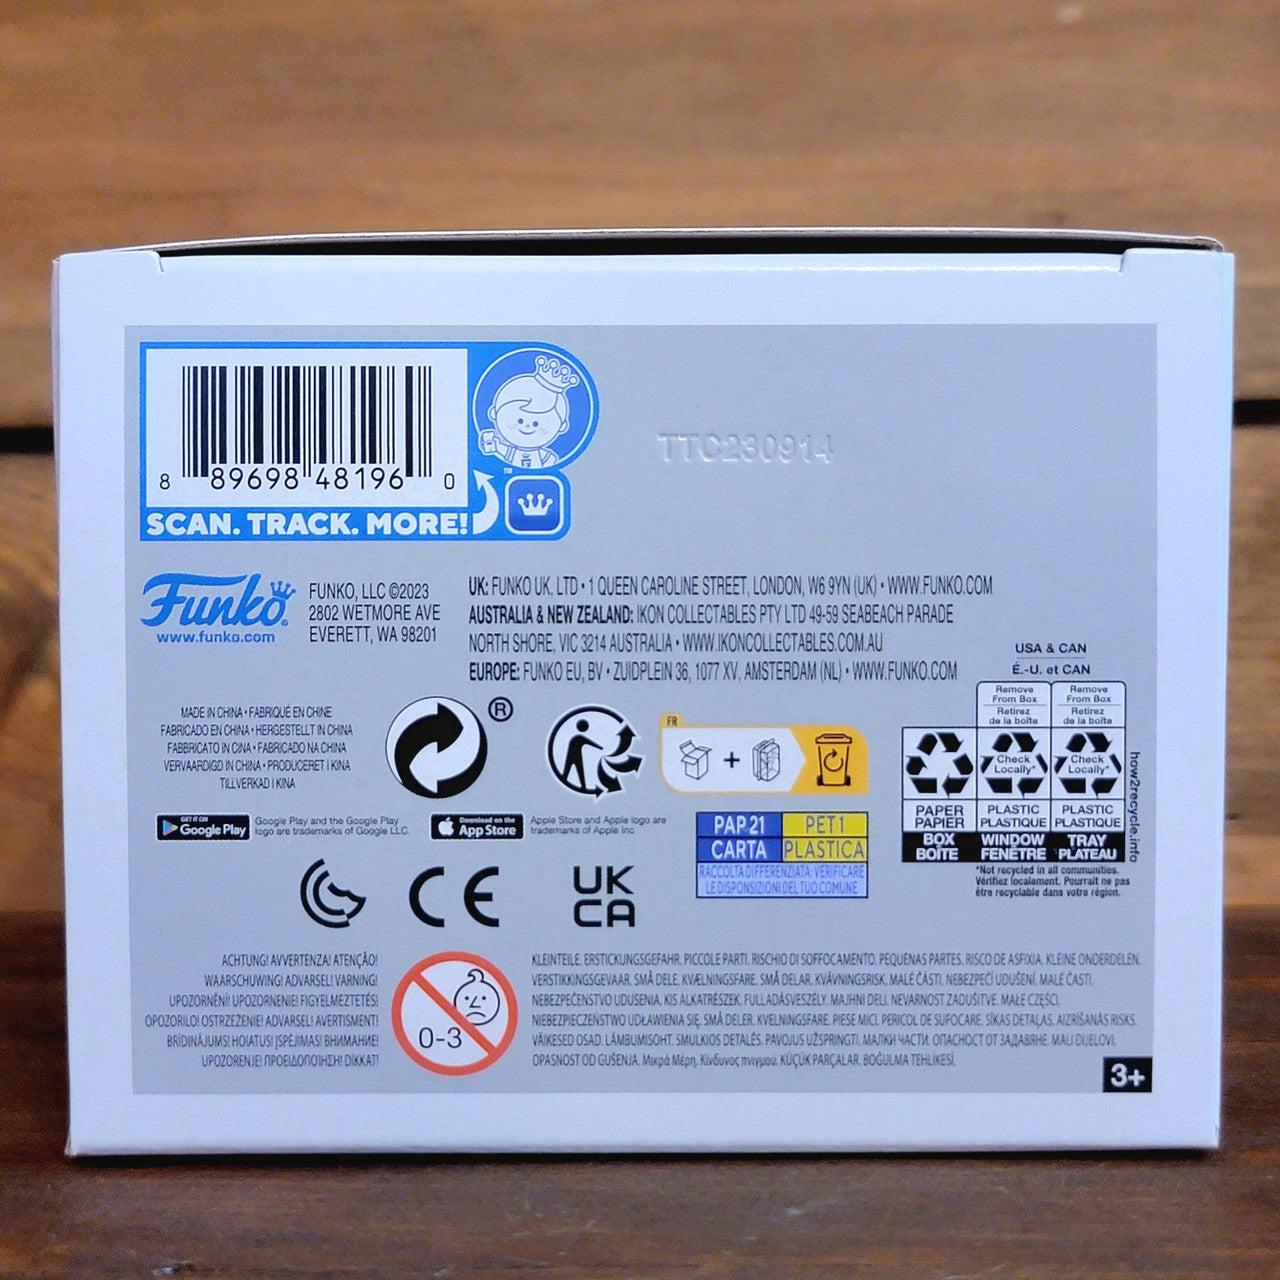 8 89698 48196 0
TM
SCAN. TRACK. MORE!
TTC230914
Funko®
www.funko.com
FUNKO, LLC ©2023
2802 WETMORE AVE
EVERETT, WA 98201
UK: FUNKO UK, LTD • 1 QUEEN CAROLINE STREET, LONDON, W6 9YN (UK) • WWW.FUNKO.COM
AUSTRALIA & NEW ZEALAND: IKON COLLECTABLES PTY LTD 49-59 SEABEACH PARADE
NORTH SHORE, VIC 3214 AUSTRALIA • WWW.IKONCOLLECTABLES.COM.AU
EUROPE: FUNKO EU, BV • ZUIDPLEIN 36, 1077 XV, AMSTERDAM (NL) • WWW.FUNKO.COM
MADE IN CHINA • FABRIQUÉ EN CHINE
FABRICADO EN CHINA • HERGESTELLT IN CHINA
FABBRICATO IN CINA • FABRICADO NA CHINA
VERVAARDIGD IN CHINA • PRODUCERET I KINA
TILLVERKAD I KINA
®
FR
+
USA & CAN
É.-U. et CAN
Remove From Box
Retirez de la boîte
Remove From Box
Retirez de la boîte
Check Locally*
Check Locally*
PAPER PAPIER
PLASTIC PLASTIQUE
PLASTIC PLASTIQUE
BOX BOÎTE
WINDOW FENÊTRE
TRAY PLATEAU
how2recycle.info
*Not recycled in all communities.
Vérifiez localement. Pourrait ne pas
être recyclable dans votre région.
GET IT ON
Google Play
Google Play and the Google Play
logo are trademarks of Google LLC.
Download on the
App Store
Apple Store and Apple logo are
trademarks of Apple Inc
PAP 21 PET 1
CARTA PLASTICA
RACCOLTA DIFFERENZIATA: VERIFICARE
LE DISPONSIZIONI DEL TUO COMUNE
CE
UK
CA
ACHTUNG! AVVERTENZA! ATENÇÃO!
WAARSCHUWING! ADVARSEL! VARNING!
UPOZORNĚNÍ! UPOZORNENIE! FIGYELMEZTETÉS!
OPOZORILO! OSTRZEŻENIE! ADVARSEL! AVERTISMENT!
BRĪDINĀJUMS! HOIATUS! ĮSPĖJIMAS! ВНИМАНИЕ!
UPOZORENJE! ΠΡΟΕΙΔΟΠΟΙΗΣΗ! DİKKAT!
0-3
KLEINTEILE. ERSTICKUNGSGEFAHR. PICCOLE PARTI. RISCHIO DI SOFFOCAMENTO. PEQUENAS PARTES. RISCO DE ASFIXIA. KLEINE ONDERDELEN.
VERSTIKKINGSGEVAAR. SMÅ DELE. KVÆLNINGSFARE. SMÅ DELAR. KVÄVNINGSRISK. MALÉ ČÁSTI. NEBEZPEČÍ UDUŠENÍ. MALÉ ČASTI.
NEBEZPEČENSTVO UDUSENIA. KIS ALKATRÉSZEK. FULLADÁSVESZÉLY. MAJHNI DELI. NEVARNOST ZADUŠITVE. MAŁE CZĘŚCI.
NIEBEZPIECZEŃSTWO UDŁAWIENIA SIĘ. SMÅ DELER. KVELNINGSFARE. PIESE MICI. PERICOL DE SUFOCARE. SĪKAS DETAĻAS. AIZRĪŠANĀS RISKS.
VÄIKESED OSAD. LÄMBUMISOHT. SMULKIOS DETALĖS. PAVOJUS UŽSPRINGTI. МАЛКИ ЧАСТИ. ОПАСНОСТ ОТ ЗАДАВЯНЕ. MALI DIJELOVI.
OPASNOST OD GUŠENJA. Μικρά Μέρη. Κίνδυνος πνιγμού. KÜÇÜK PARÇALAR. BOĞULMA TEHLİKESİ.
3+